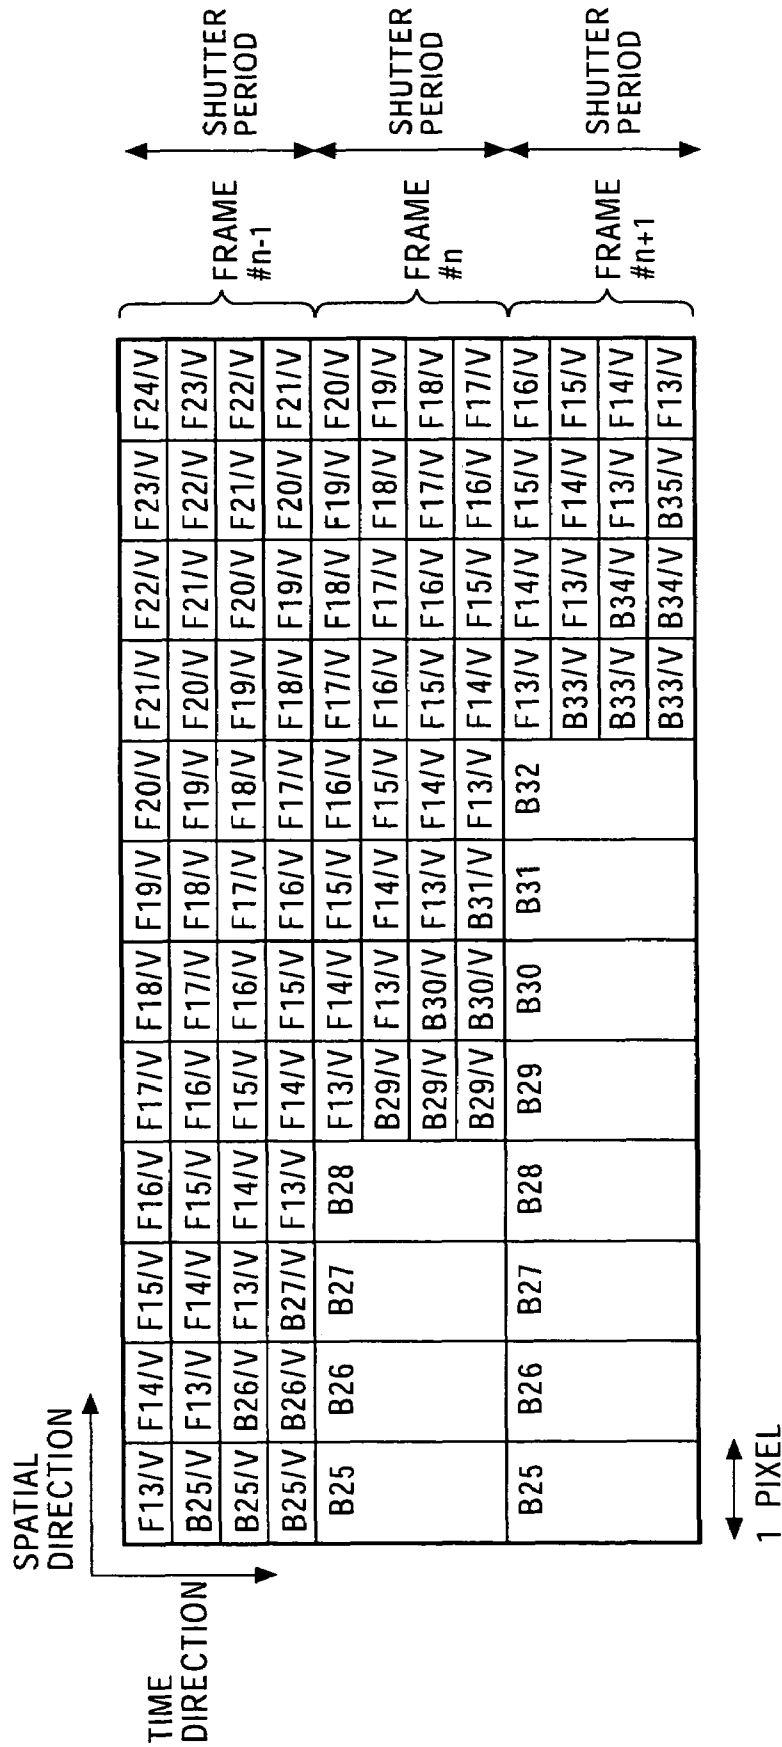 SPATIAL
DIRECTION
TIME
DIRECTION
F13/V F14/V F15/V F16/V F17/V F18/V F19/V F20/V F21/V F22/V F23/V F24/V
B25/V F13/V F14/V F15/V F16/V F17/V F18/V F19/V F20/V F21/V F22/V F23/V
B25/V B26/V F13/V F14/V F15/V F16/V F17/V F18/V F19/V F20/V F21/V F22/V
B25/V B26/V B27/V F13/V F14/V F15/V F16/V F17/V F18/V F19/V F20/V F21/V
FRAME
#n-1
SHUTTER
PERIOD
B25 B26 B27 B28 F13/V F14/V F15/V F16/V F17/V F18/V F19/V F20/V
B29/V F13/V F14/V F15/V F16/V F17/V F18/V F19/V
B29/V B30/V F13/V F14/V F15/V F16/V F17/V F18/V
B29/V B30/V B31/V F13/V F14/V F15/V F16/V F17/V
FRAME
#n
SHUTTER
PERIOD
B25 B26 B27 B28 B29 B30 B31 B32 F13/V F14/V F15/V F16/V
B33/V F13/V F14/V F15/V
B33/V B34/V F13/V F14/V
B33/V B34/V B35/V F13/V
FRAME
#n+1
SHUTTER
PERIOD
1 PIXEL